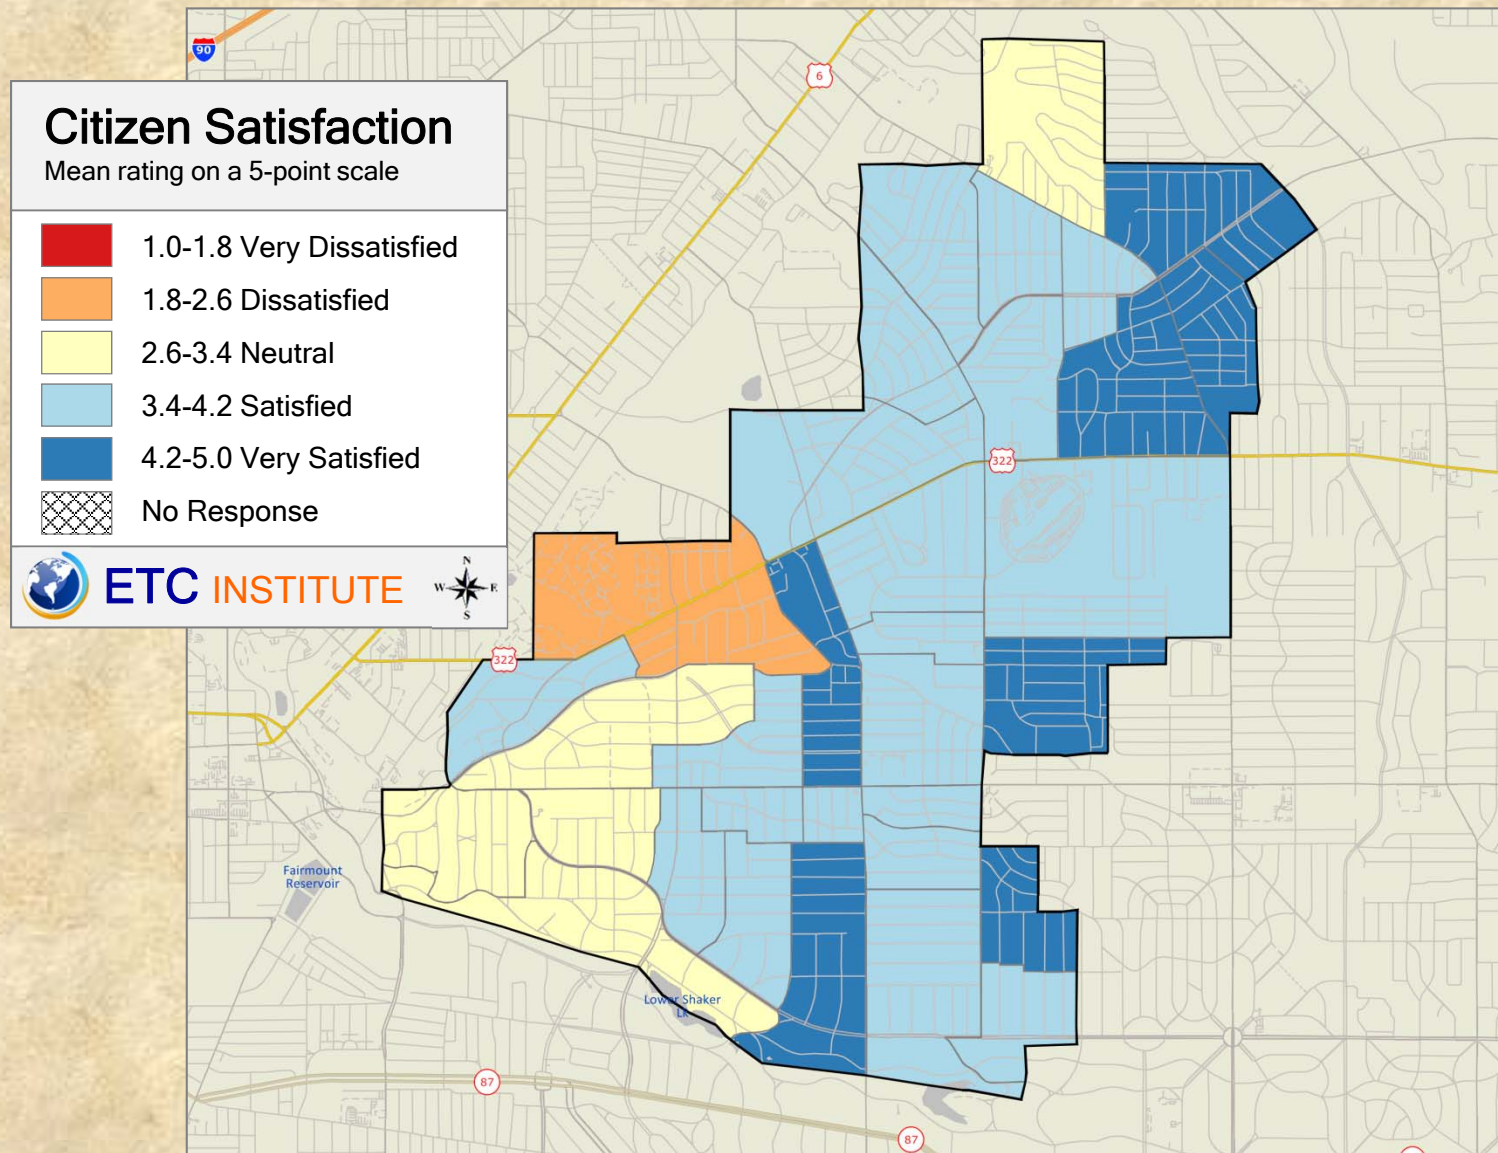 90
6
Citizen Satisfaction
Mean rating on a 5-point scale
1.0-1.8 Very Dissatisfied
1.8-2.6 Dissatisfied
2.6-3.4 Neutral
3.4-4.2 Satisfied
4.2-5.0 Very Satisfied
No Response
ETC INSTITUTE
N
W E
S
322
322
Fairmount
Reservoir
Lower Shaker
Lk
87
87